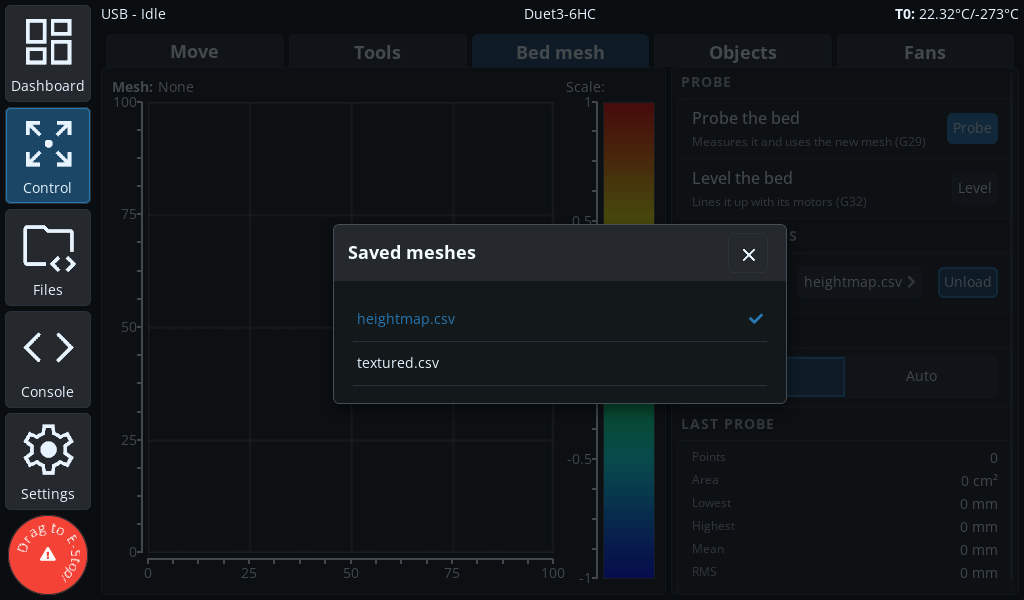 USB - Idle
Duet3-6HC
T0: 22.32°C/-273°C
Dashboard
Control
Files
Console
Settings
Drag to E-Stop!
Move
Tools
Bed mesh
Objects
Fans
Mesh: None
Scale:
100
75
50
25
0
0
25
50
75
100
1
0.5
-0.5
-1
PROBE
Probe the bed
Measures it and uses the new mesh (G29)
Probe
Level the bed
Lines it up with its motors (G32)
Level
S
heightmap.csv
Unload
Auto
LAST PROBE
Points
0
Area
0 cm²
Lowest
0 mm
Highest
0 mm
Mean
0 mm
RMS
0 mm
Saved meshes
heightmap.csv
textured.csv